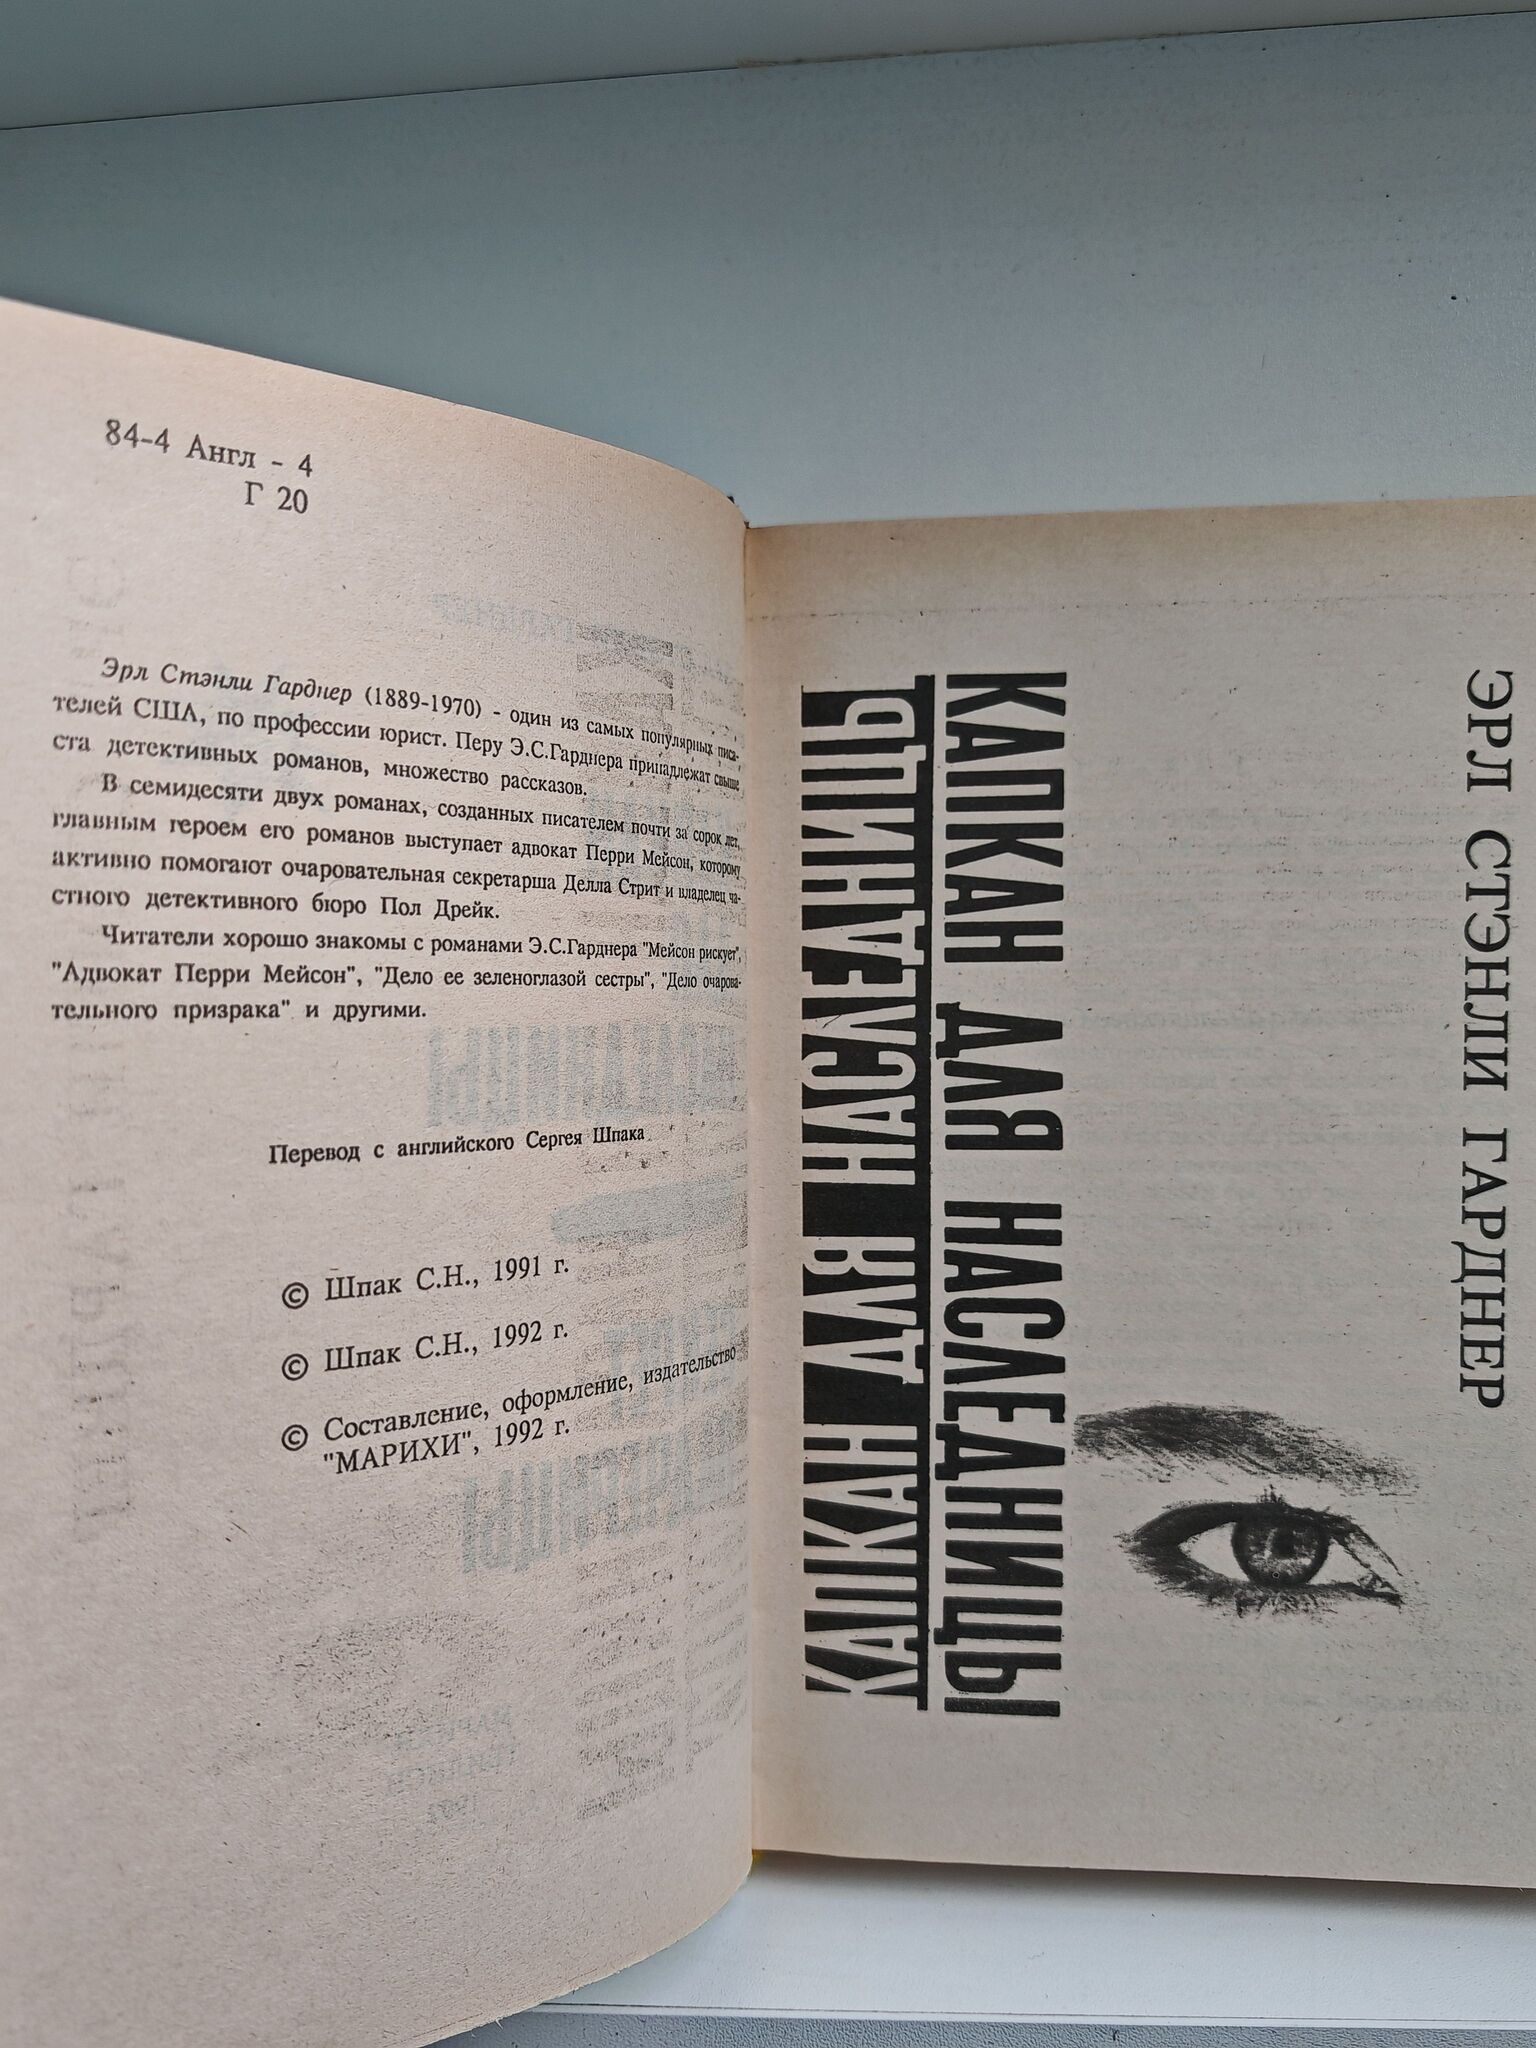 84-4 Англ - 4
Г 20
Эрл Стэнли Гарднер (1889-1970) - один из самых популярных писа-
телей США, по профессии юрист. Перу Э.С.Гарднера принадлежат свыше
ста детективных романов, множество рассказов.
В семидесяти двух романах, созданных писателем почти за сорок лет,
главным героем его романов выступает адвокат Перри Мейсон, которому
активно помогают очаровательная секретарша Делла Стрит и владелец ча-
стного детективного бюро Пол Дрейк.
Читатели хорошо знакомы с романами Э.С.Гарднера "Мейсон рискует",
"Адвокат Перри Мейсон", "Дело ее зеленоглазой сестры", "Дело очарова-
тельного призрака" и другими.
Перевод с английского Сергея Шпака
© Шпак С.Н., 1991 г.
© Шпак С.Н., 1992 г.
© Составление, оформление, издательство
"МАРИХИ", 1992 г.
ЭРЛ СТЭНЛИ ГАРДНЕР
КАПКАН ДЛЯ НАСЛЕДНИЦЫ
КАПКАН ДЛЯ НАСЛЕДНИЦЫ